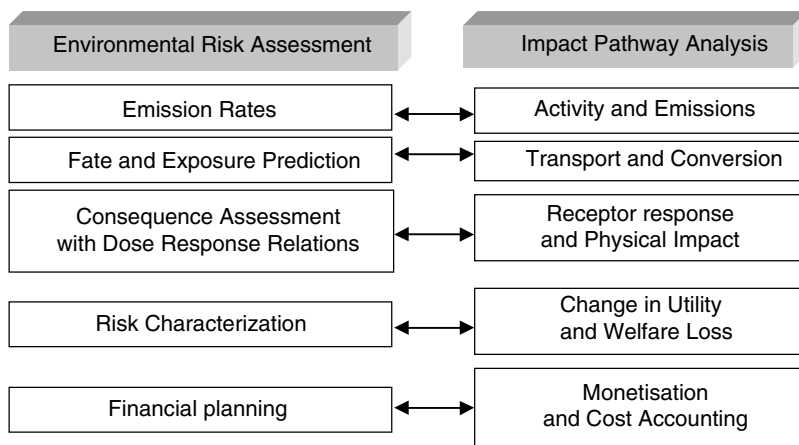 Environmental Risk Assessment
Impact Pathway Analysis
Emission Rates
Activity and Emissions
Fate and Exposure Prediction
Transport and Conversion
Consequence Assessment
with Dose Response Relations
Receptor response
and Physical Impact
Risk Characterization
Change in Utility
and Welfare Loss
Financial planning
Monetisation
and Cost Accounting